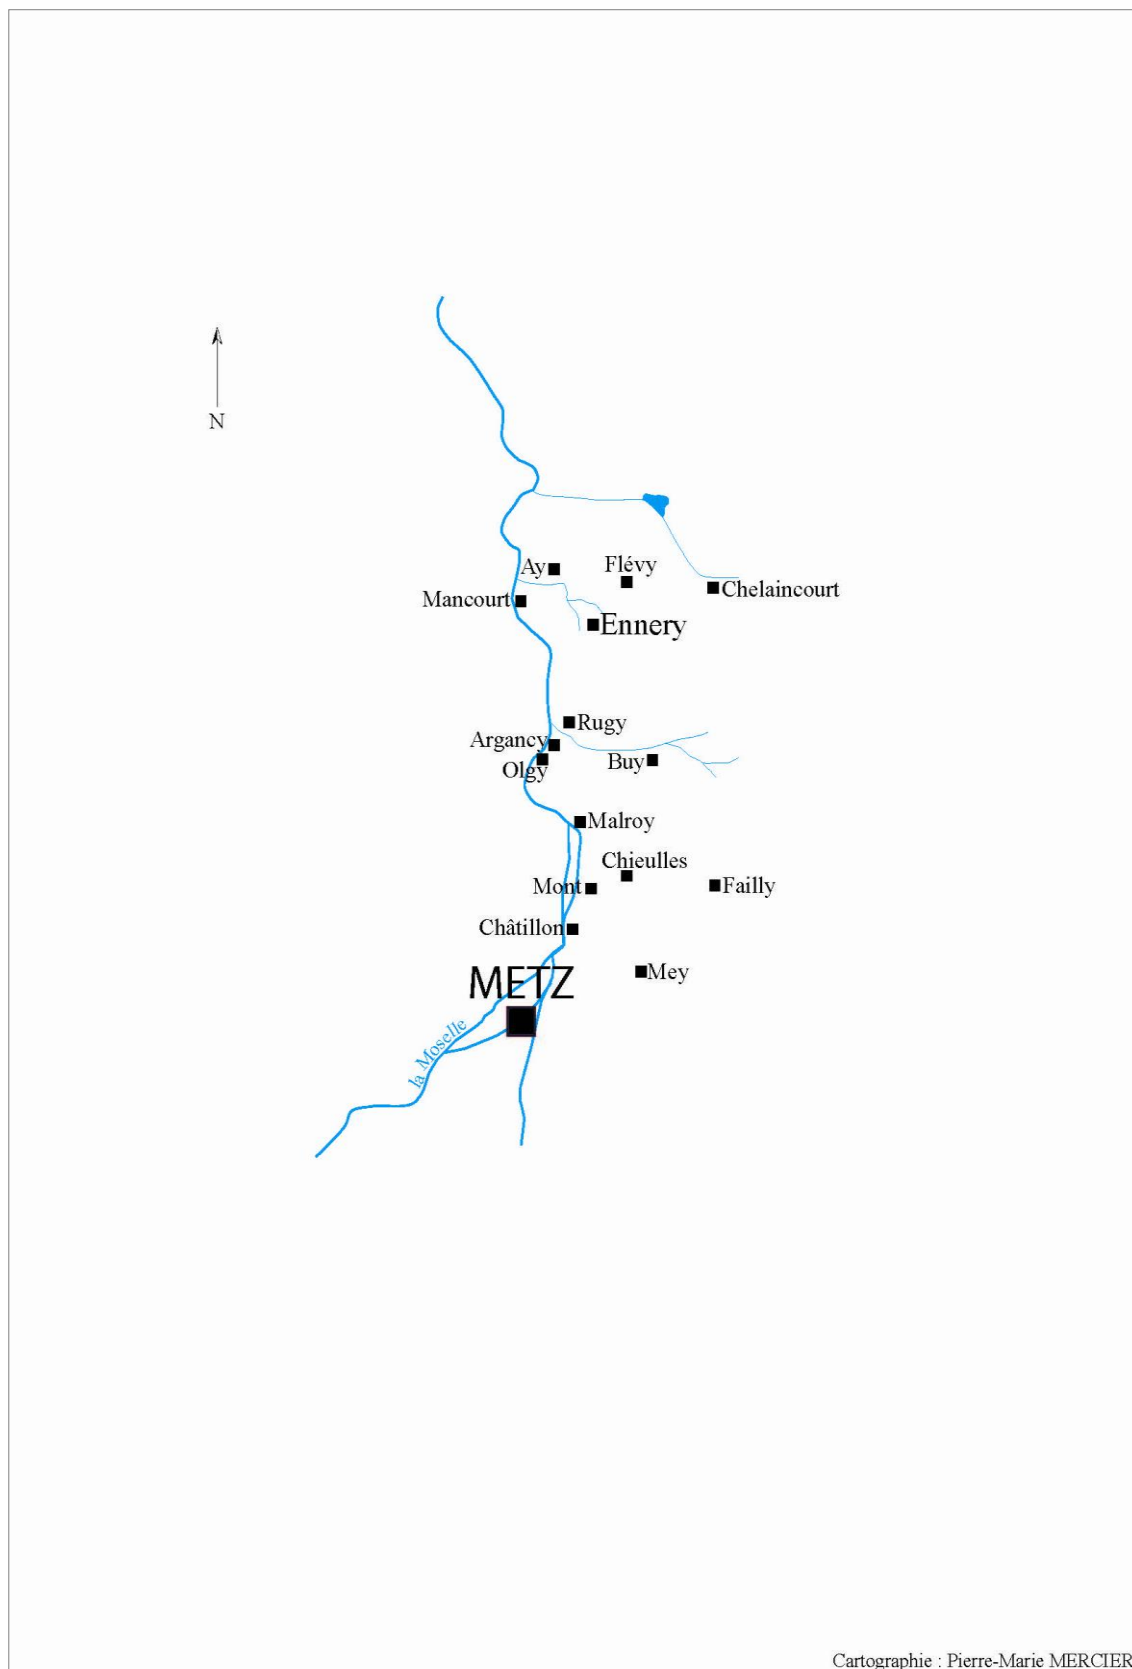 N
Ay
Flévy
Chelaincourt
Mancourt
Ennery
Rugy
Argancy
Olgy
Buy
Malroy
Chieulles
Mont
Failly
Châtillon
Mey
METZ
la Moselle
Cartographie : Pierre-Marie MERCIER